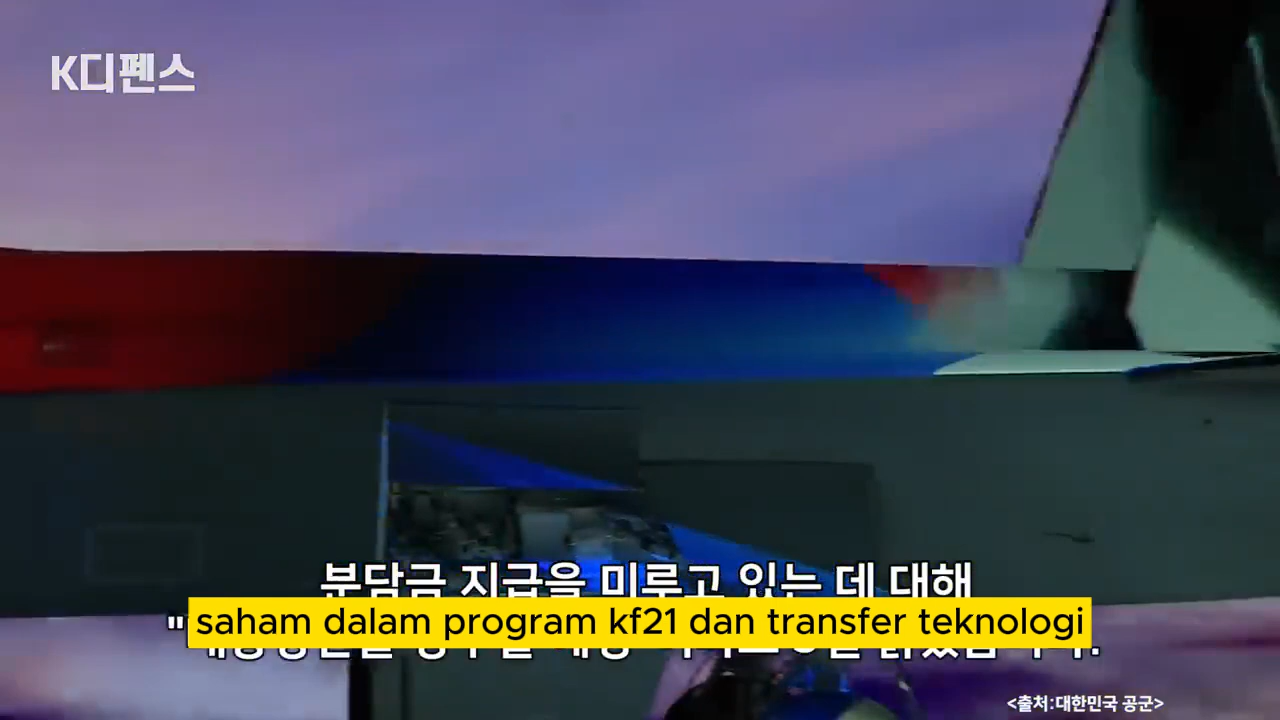 K디펜스
분담금 지급을 미루고 있는 데 대해
saham dalam program kf21 dan transfer teknologi
<출처:대한민국 공군>